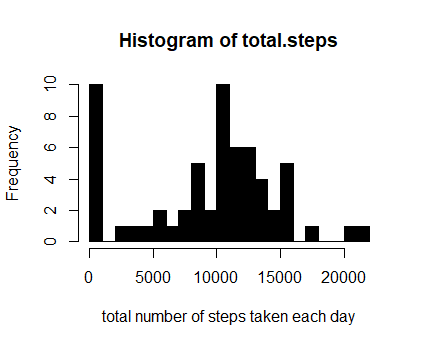 Histogram of total.steps
Frequency
10
8
6
4
2
0
0 5000 10000 15000 20000
total number of steps taken each day